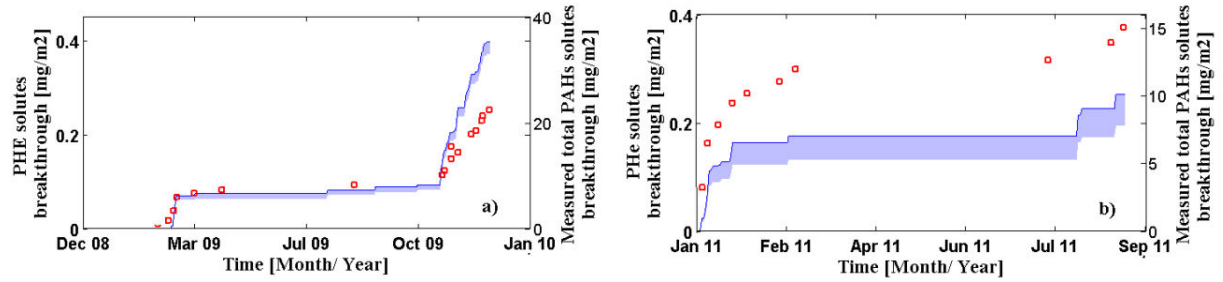 PHE solutes
breakthrough [mg/m2]
0.4
0.2
0
40
20
0
Measured total PAHs solutes
breakthrough [mg/m2]
a)
Dec 08
Mar 09
Jul 09
Oct 09
Jan 10
Time [Month/ Year]
PHe solutes
breakthrough [mg/m2]
0.4
0.2
0
15
10
5
0
Measured total PAHs solutes
breakthrough [mg/m2]
b)
Jan 11
Feb 11
Apr 11
Jun 11
Jul 11
Sep 11
Time [Month/ Year]